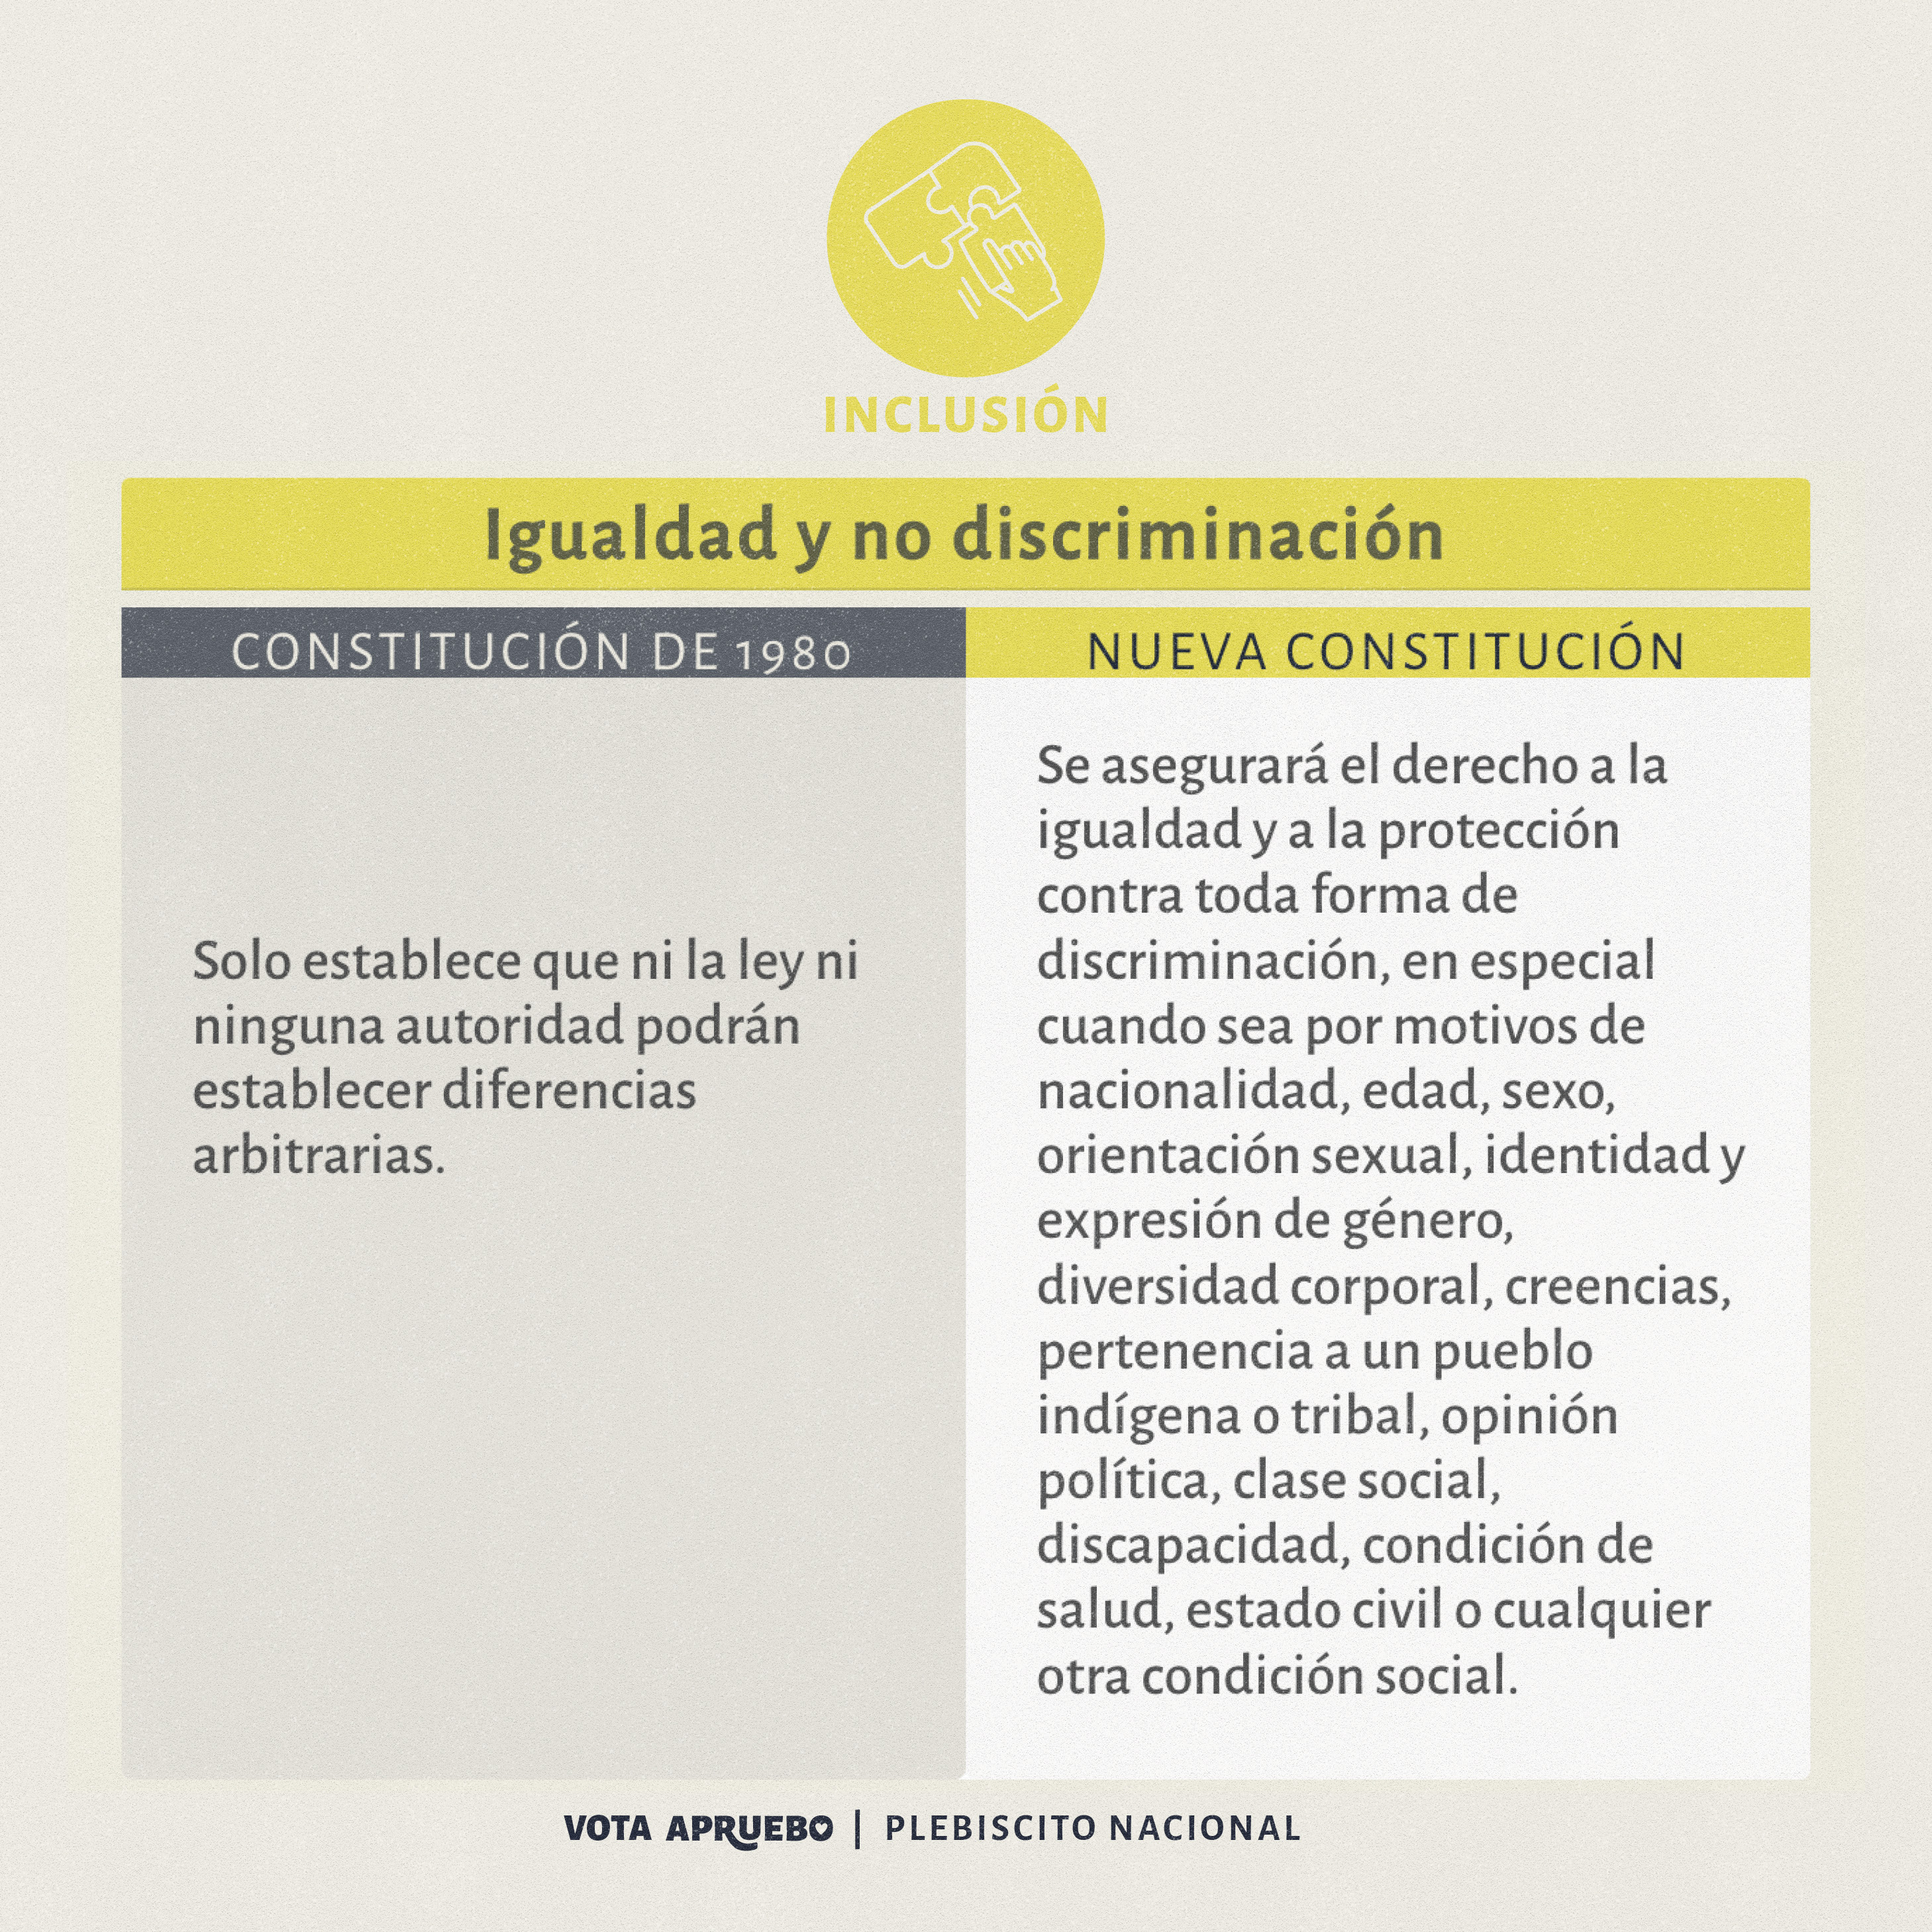 INCLUSIÓN
Igualdad y no discriminación
CONSTITUCIÓN DE 1980
Solo establece que ni la ley ni
ninguna autoridad podrán
establecer diferencias
arbitrarias.
NUEVA CONSTITUCIÓN
Se asegurará el derecho a la
igualdad y a la protección
contra toda forma de
discriminación, en especial
cuando sea por motivos de
nacionalidad, edad, sexo,
orientación sexual, identidad y
expresión de género,
diversidad corporal, creencias,
pertenencia a un pueblo
indígena o tribal, opinión
política, clase social,
discapacidad, condición de
salud, estado civil o cualquier
otra condición social.
VOTA APRUEBO | PLEBISCITO NACIONAL